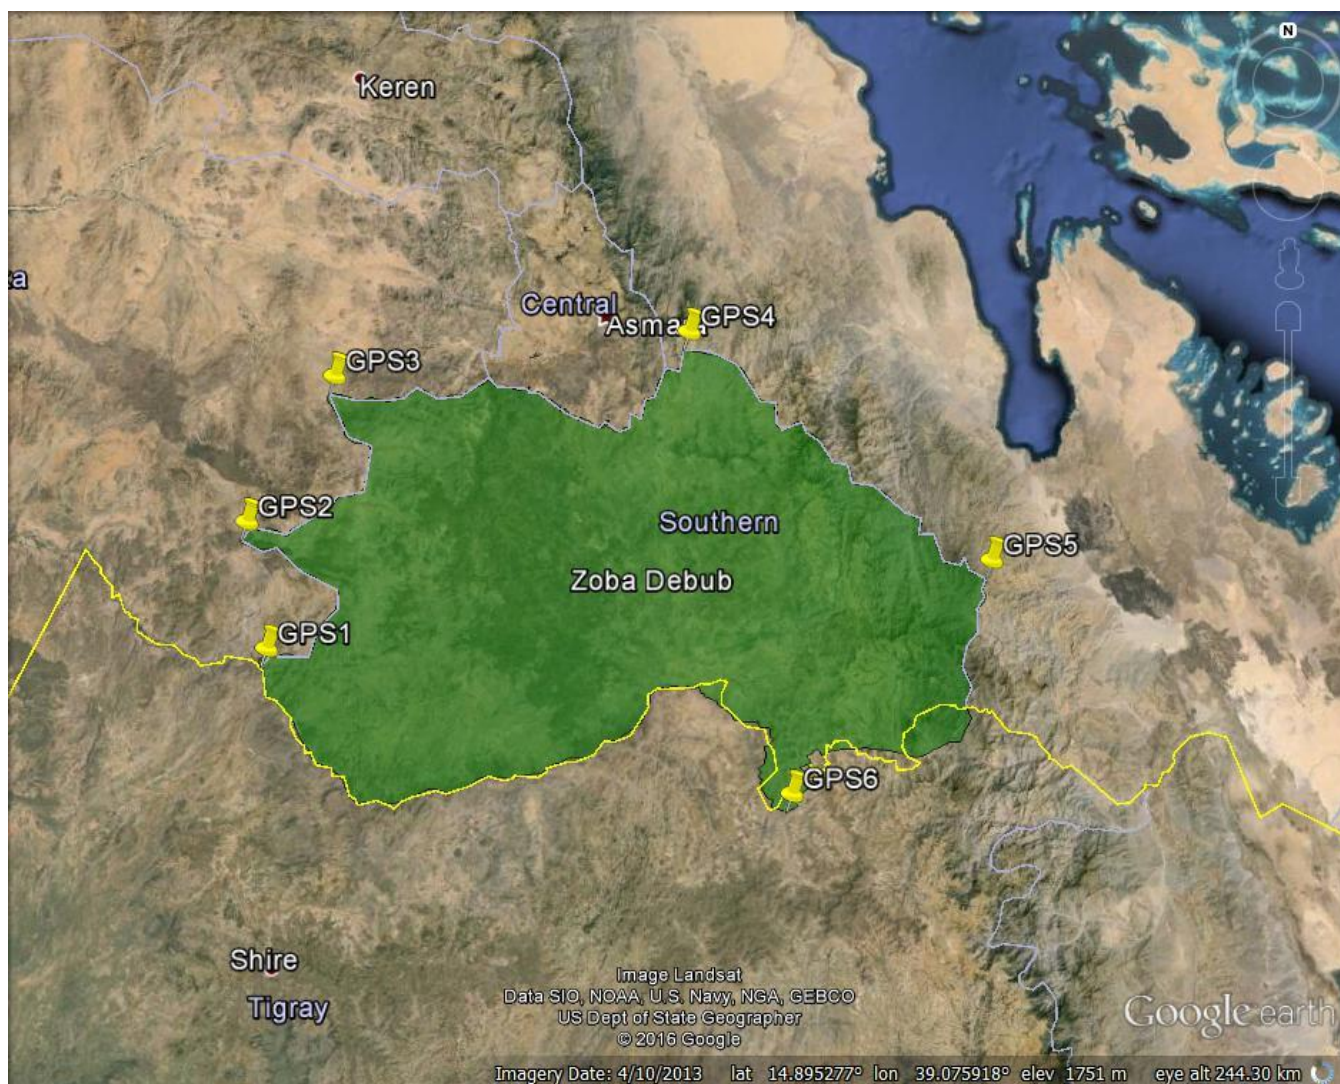 N
Keren
a
Central
Asma
GPS4
GPS3
GPS2
Southern
GPS5
Zoba Debub
GPS1
GPS6
Shire
Tigray
Image Landsat
Data SIO, NOAA, U.S. Navy, NGA, GEBCO
US Dept of State Geographer
© 2016 Google
Google earth
Imagery Date: 4/10/2013 lat 14.895277° lon 39.075918° elev 1751 m eye alt 244.30 km